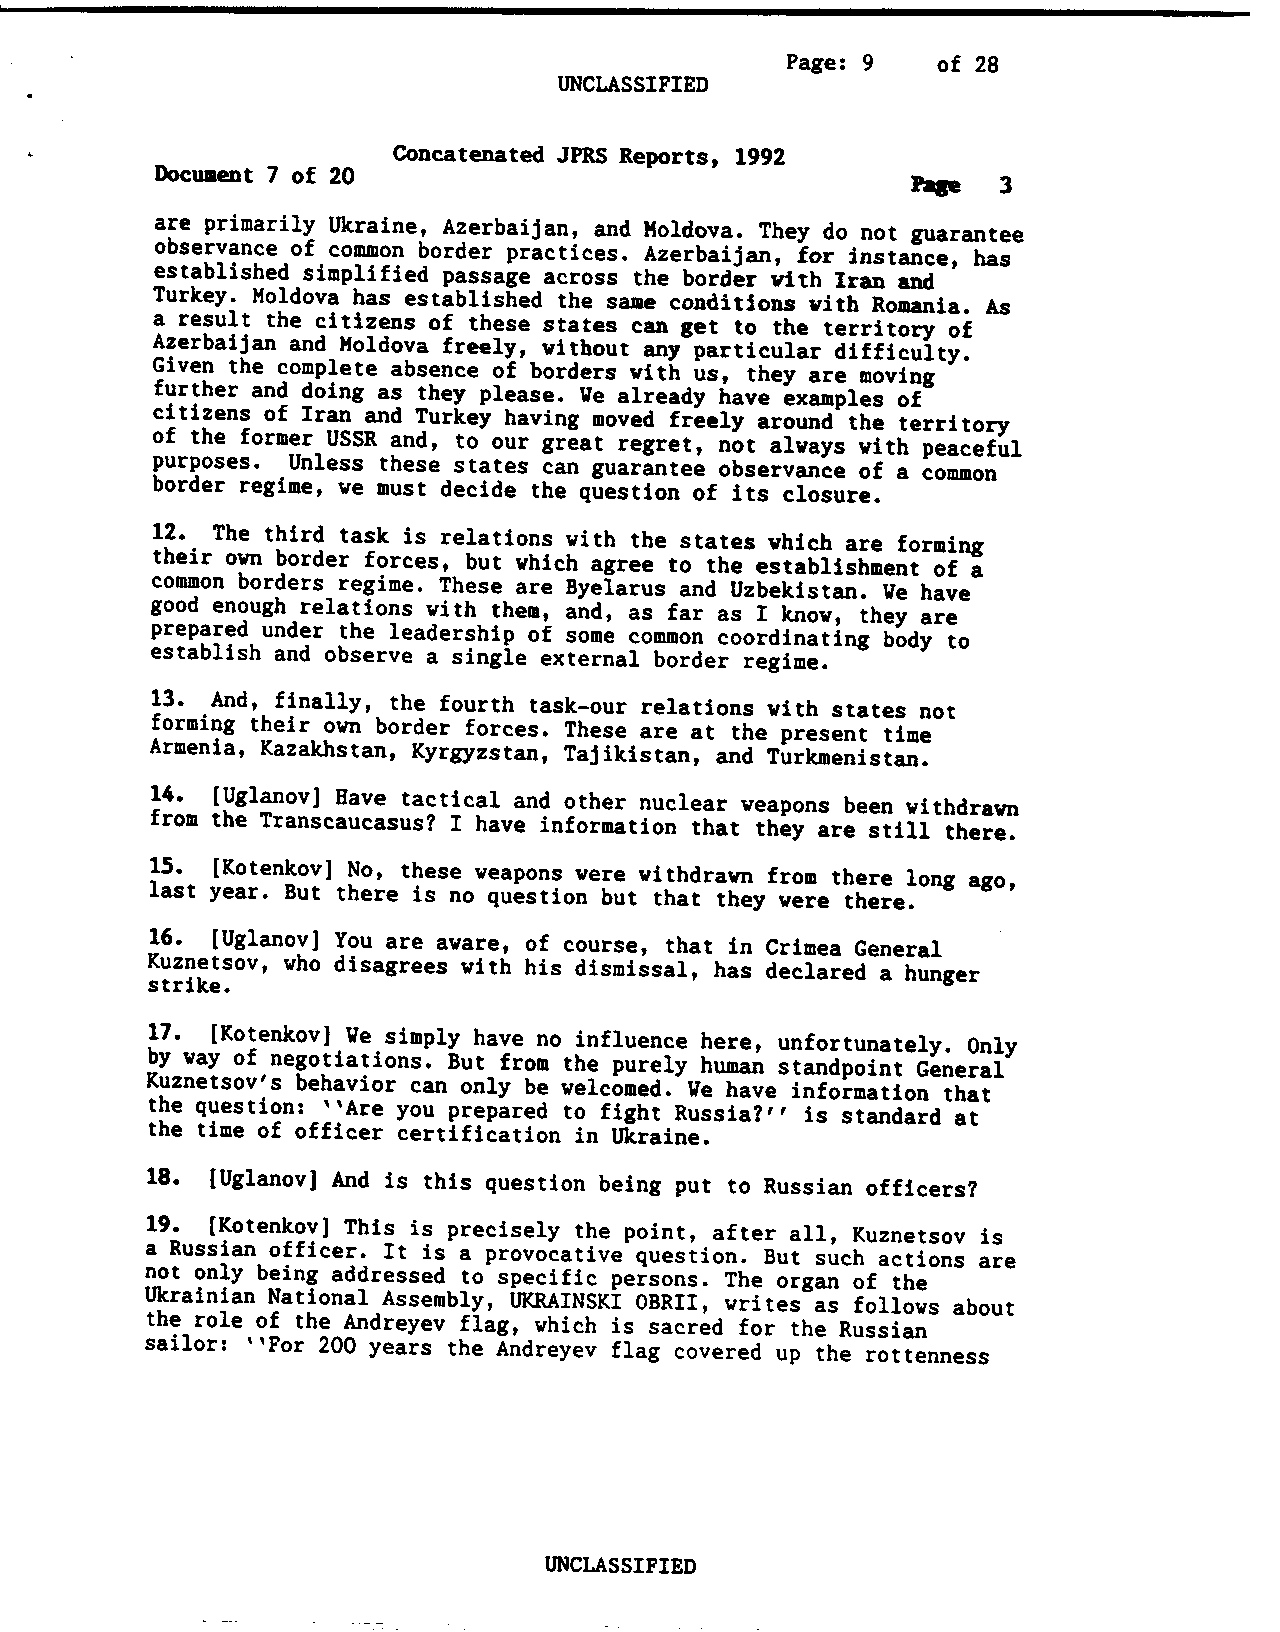 Page: 9 of 28
UNCLASSIFIED
Concatenated JPRS Reports, 1992
Document 7 of 20
Page 3
are primarily Ukraine, Azerbaijan, and Moldova. They do not guarantee
observance of common border practices. Azerbaijan, for instance, has
established simplified passage across the border with Iran and
Turkey. Moldova has established the same conditions with Romania. As
a result the citizens of these states can get to the territory of
Azerbaijan and Moldova freely, without any particular difficulty.
Given the complete absence of borders with us, they are moving
further and doing as they please. We already have examples of
citizens of Iran and Turkey having moved freely around the territory
of the former USSR and, to our great regret, not always with peaceful
purposes. Unless these states can guarantee observance of a common
border regime, we must decide the question of its closure.
12. The third task is relations with the states which are forming
their own border forces, but which agree to the establishment of a
common borders regime. These are Byelarus and Uzbekistan. We have
good enough relations with them, and, as far as I know, they are
prepared under the leadership of some common coordinating body to
establish and observe a single external border regime.
13. And, finally, the fourth task-our relations with states not
forming their own border forces. These are at the present time
Armenia, Kazakhstan, Kyrgyzstan, Tajikistan, and Turkmenistan.
14. [Uglanov] Have tactical and other nuclear weapons been withdrawn
from the Transcaucasus? I have information that they are still there.
15. [Kotenkov] No, these weapons were withdrawn from there long ago,
last year. But there is no question but that they were there.
16. [Uglanov] You are aware, of course, that in Crimea General
Kuznetsov, who disagrees with his dismissal, has declared a hunger
strike.
17. [Kotenkov] We simply have no influence here, unfortunately. Only
by way of negotiations. But from the purely human standpoint General
Kuznetsov's behavior can only be welcomed. We have information that
the question: ``Are you prepared to fight Russia?'' is standard at
the time of officer certification in Ukraine.
18. [Uglanov] And is this question being put to Russian officers?
19. [Kotenkov] This is precisely the point, after all, Kuznetsov is
a Russian officer. It is a provocative question. But such actions are
not only being addressed to specific persons. The organ of the
Ukrainian National Assembly, UKRAINSKI OBRII, writes as follows about
the role of the Andreyev flag, which is sacred for the Russian
sailor: ``For 200 years the Andreyev flag covered up the rottenness
UNCLASSIFIED